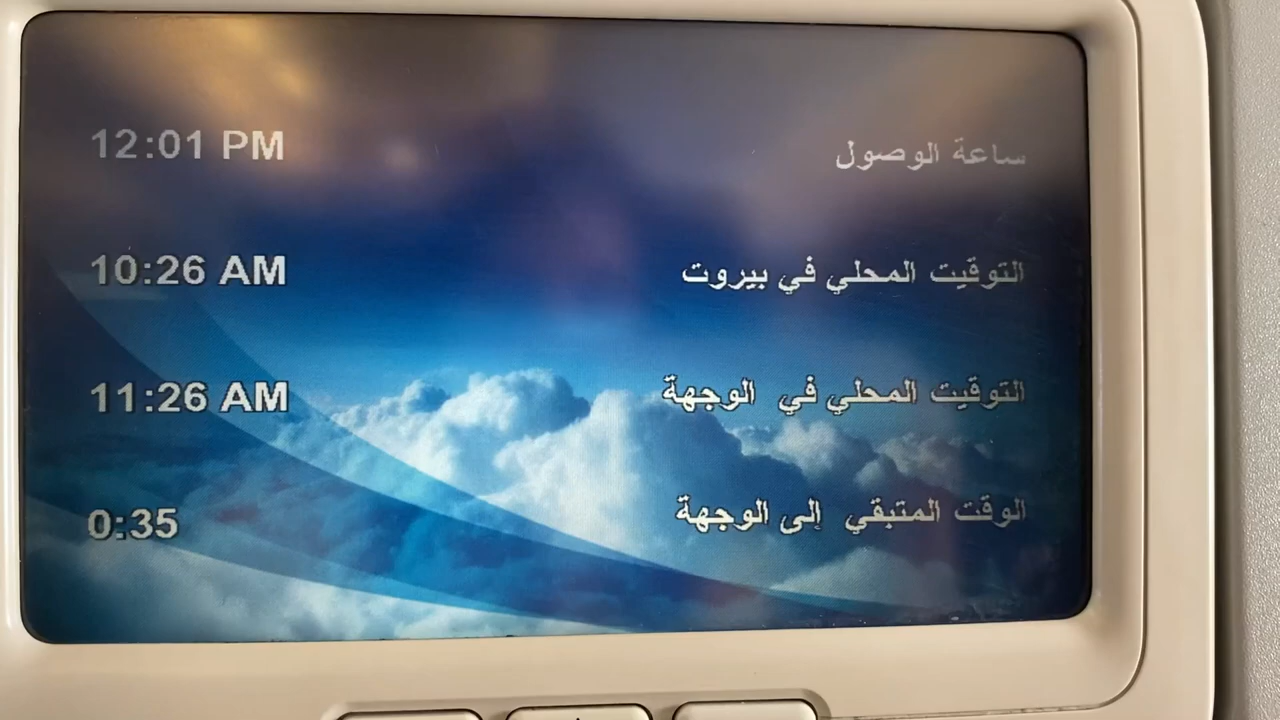 ساعة الوصول 12:01 PM
التوقيت المحلي في بيروت 10:26 AM
التوقيت المحلي في الوجهة 11:26 AM
الوقت المتبقي إلى الوجهة 0:35